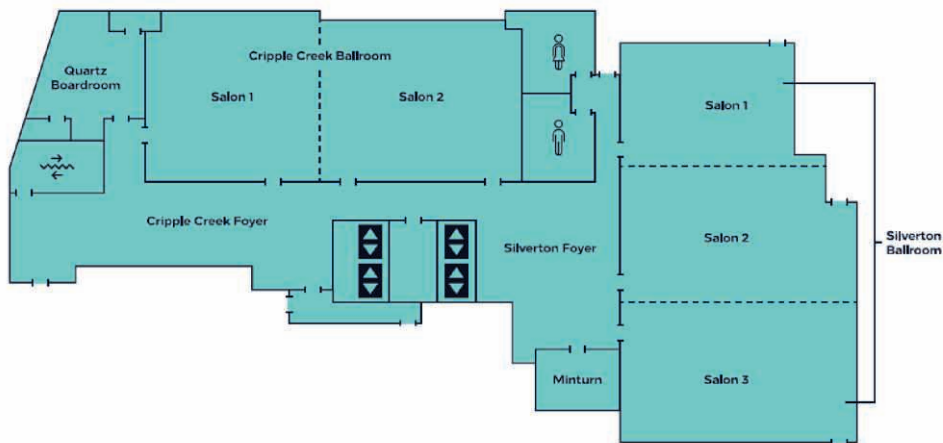 Cripple Creek Ballroom
Quartz
Boardroom
Salon 1
Salon 2
Salon 1
Cripple Creek Foyer
Silverton Foyer
Salon 2
Silverton
Ballroom
Minturn
Salon 3